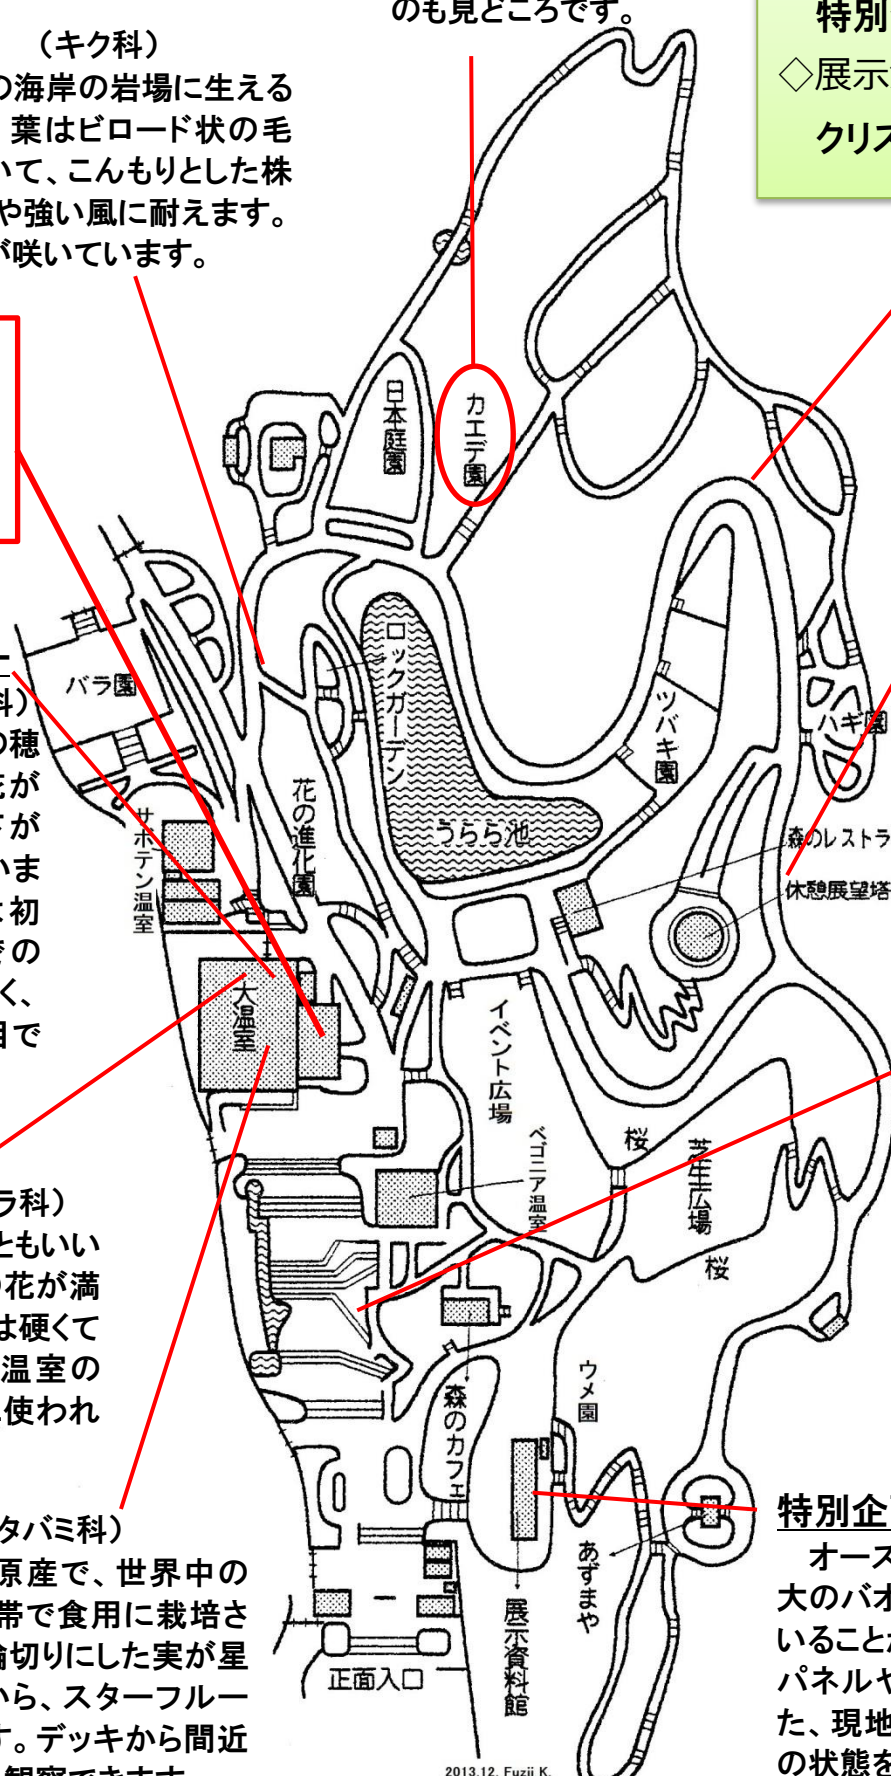 のも見どころです。
特別
◇展示
クリス
（キク科）
の海岸の岩場に生える
葉はビロード状の毛
いて、こんもりとした株
や強い風に耐えます。
が咲いています。
日本庭園
カエデ園
バラ園
ロックガーデン
ツバキ園
ハギ園
花の進化園
うらら池
サボテン温室
森のレストラ
休憩展望塔
科）
の穂
花が
下が
いま
は初
での
く、
目で
大温室
イベント広場
ベゴニア温室
桜
芝生広場
桜
ラ科）
ともいい
の花が満
は硬くて
温室の
使われ
ウメ園
森のカフェ
タバミ科）
原産で、世界中の
帯で食用に栽培さ
輪切りにした実が星
から、スターフルー
す。デッキから間近
観察できます
あずまや
展示資料館
正面入口
特別企
オース
大のバオ
いることが
パネルや
た、現地
の状態を
2013.12. Fuzii K.